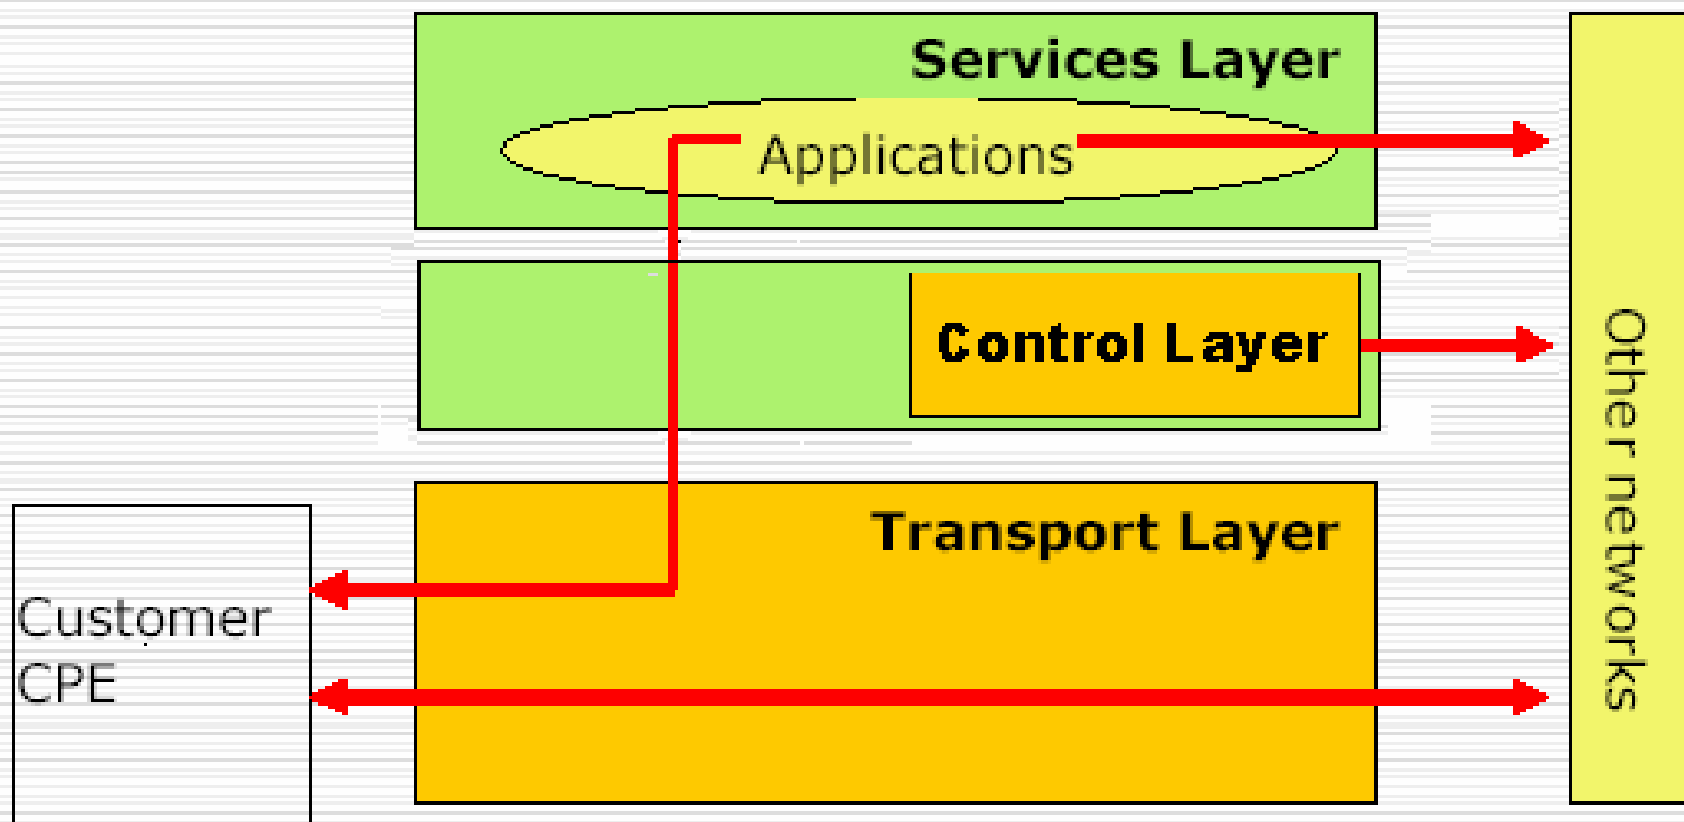 Services Layer
Applications
Control Layer
Transport Layer
Customer
CPE
Other networks